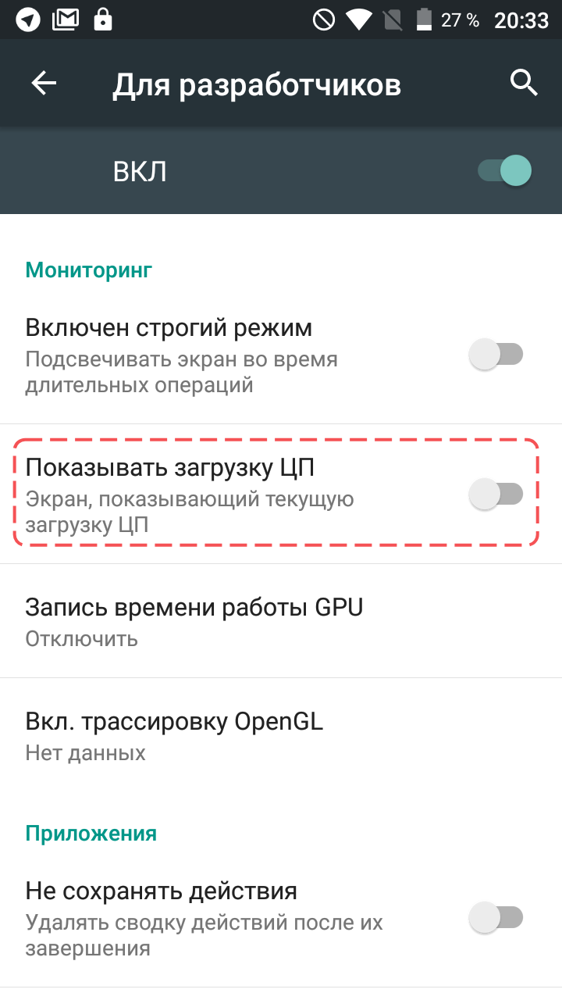 27 % 20:33
Для разработчиков
ВКЛ
Мониторинг
Включен строгий режим
Подсвечивать экран во время
длительных операций
Показывать загрузку ЦП
Экран, показывающий текущую
загрузку ЦП
Запись времени работы GPU
Отключить
Вкл. трассировку OpenGL
Нет данных
Приложения
Не сохранять действия
Удалять сводку действий после их
завершения